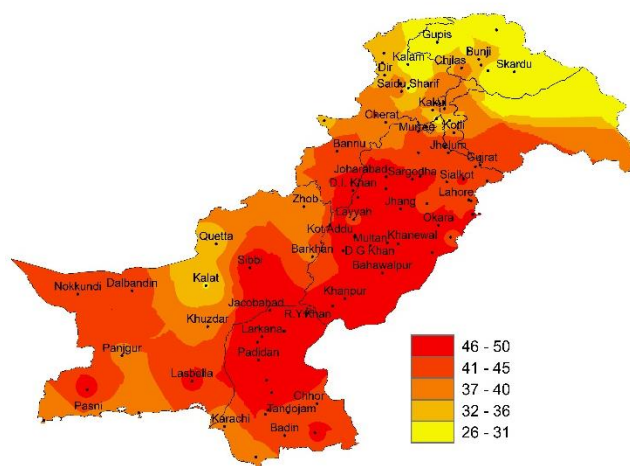 Gupis
Bunji
Kalam
Chilas
Skardu
Dir
Saidu Sharif
Kakul
Cherat
Murree
Kotli
Bannu
Jhelum
Gujrat
Joharabad
Sargodha
Sialkot
D.I. Khan
Lahore
Zhob
Layyah
Jhang
Okara
Kot Addu
Quetta
Multan
Khanewal
Barkhan
D G Khan
Sibbi
Bahawalpur
Kalat
Nokkundi
Dalbandin
Khanpur
Jacobabad
R.Y.Khan
Khuzdar
Larkana
Panjgur
Padidan
Lasbella
Pasni
Chhor
Tandojam
Karachi
Badin
46 - 50
41 - 45
37 - 40
32 - 36
26 - 31